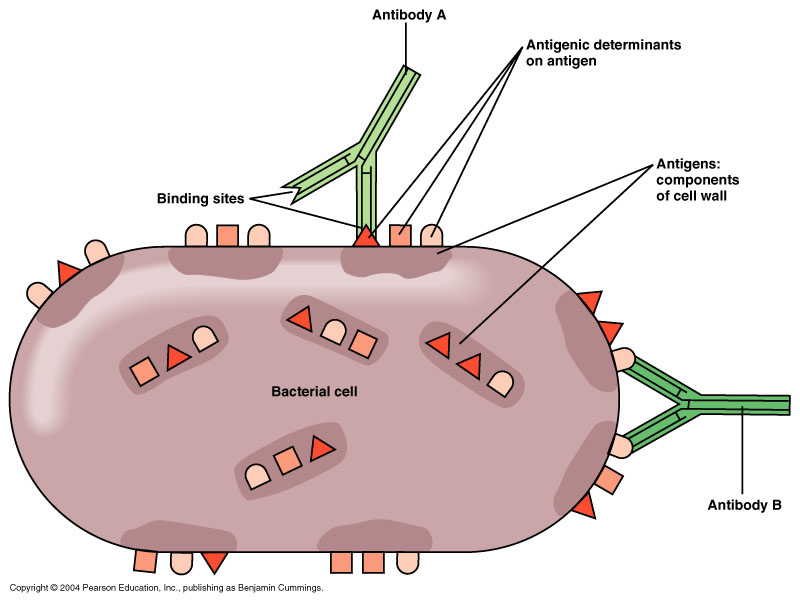 Antibody A
Antigenic determinants
on antigen
Antigens:
components
of cell wall
Binding sites
Bacterial cell
Antibody B
Copyright © 2004 Pearson Education, Inc., publishing as Benjamin Cummings.